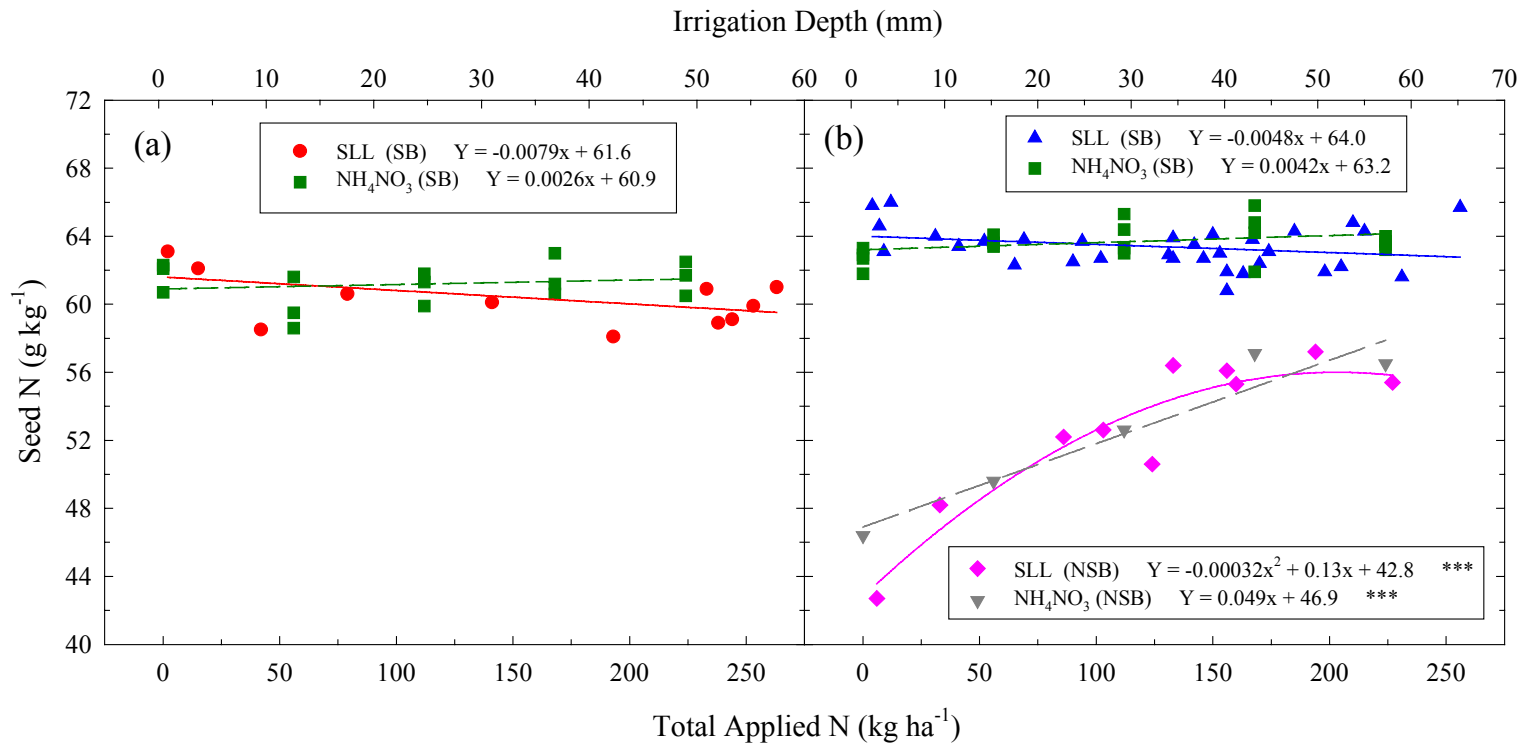 Irrigation Depth (mm)
0 10 20 30 40 50 60
0 10 20 30 40 50 60 70
72
68
64
60
56
52
48
44
40
Seed N (g kg⁻¹)
(a)
SLL (SB) Y = -0.0079x + 61.6
NH₄NO₃ (SB) Y = 0.0026x + 60.9
(b)
SLL (SB) Y = -0.0048x + 64.0
NH₄NO₃ (SB) Y = 0.0042x + 63.2
SLL (NSB) Y = -0.00032x² + 0.13x + 42.8 ***
NH₄NO₃ (NSB) Y = 0.049x + 46.9 ***
0 50 100 150 200 250
0 50 100 150 200 250
Total Applied N (kg ha⁻¹)